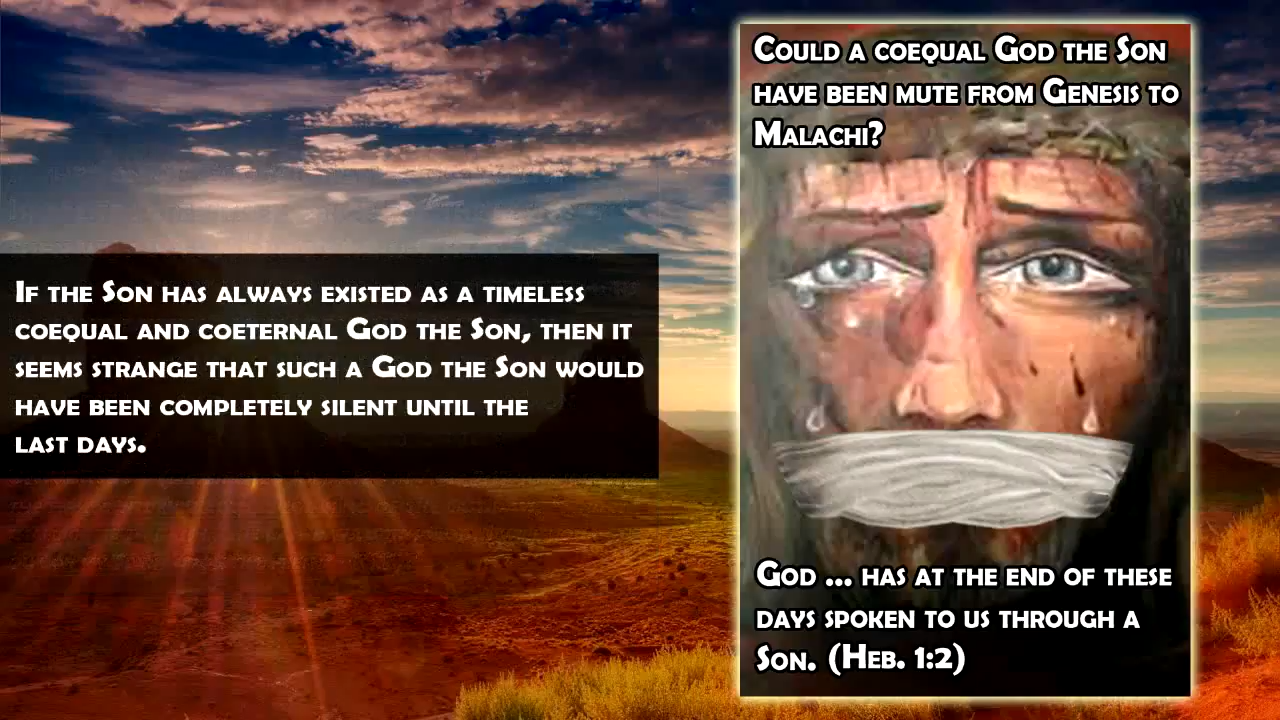 If the Son has always existed as a timeless
coequal and coeternal God the Son, then it
seems strange that such a God the Son would
have been completely silent until the
last days.
Could a coequal God the Son
have been mute from Genesis to
Malachi?
God ... has at the end of these
days spoken to us through a
Son. (Heb. 1:2)